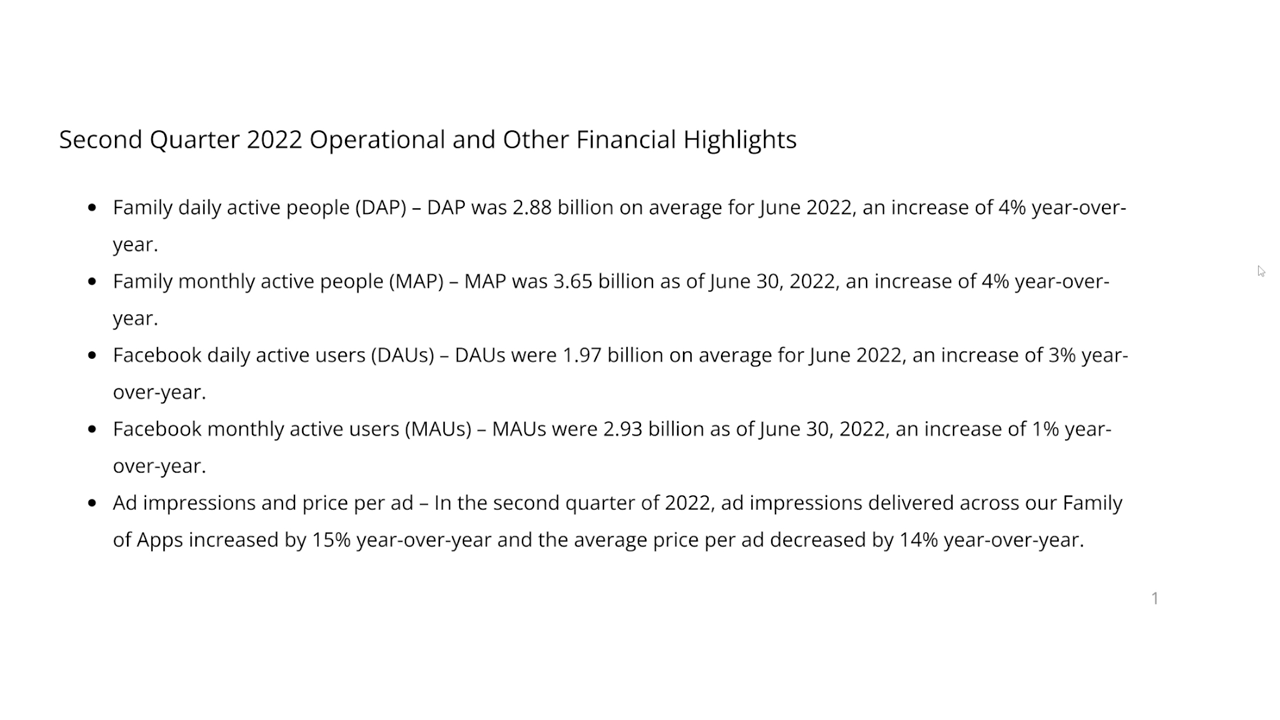 Second Quarter 2022 Operational and Other Financial Highlights
• Family daily active people (DAP) – DAP was 2.88 billion on average for June 2022, an increase of 4% year-over-
year.
• Family monthly active people (MAP) – MAP was 3.65 billion as of June 30, 2022, an increase of 4% year-over-
year.
• Facebook daily active users (DAUs) – DAUs were 1.97 billion on average for June 2022, an increase of 3% year-
over-year.
• Facebook monthly active users (MAUs) – MAUs were 2.93 billion as of June 30, 2022, an increase of 1% year-
over-year.
• Ad impressions and price per ad – In the second quarter of 2022, ad impressions delivered across our Family
of Apps increased by 15% year-over-year and the average price per ad decreased by 14% year-over-year.
1